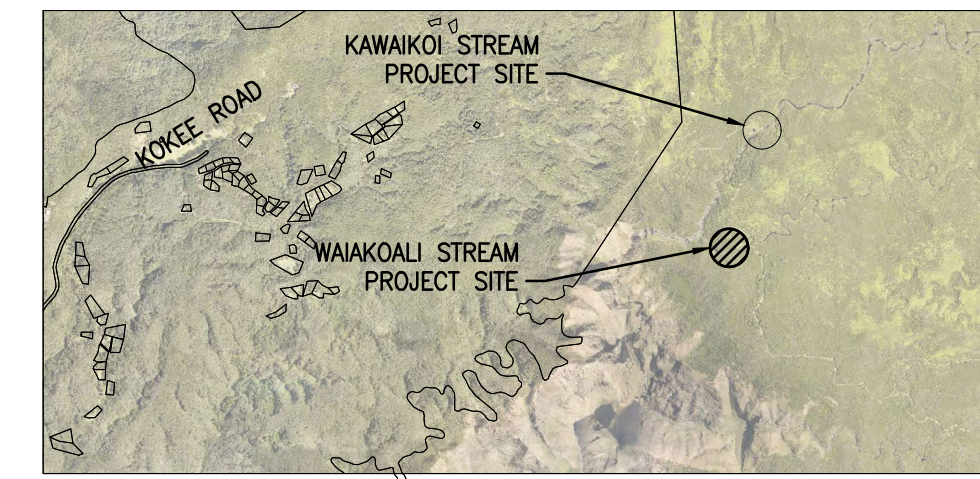 KAWAIKOI STREAM
PROJECT SITE
KOKEE ROAD
WAIAKOALI STREAM
PROJECT SITE